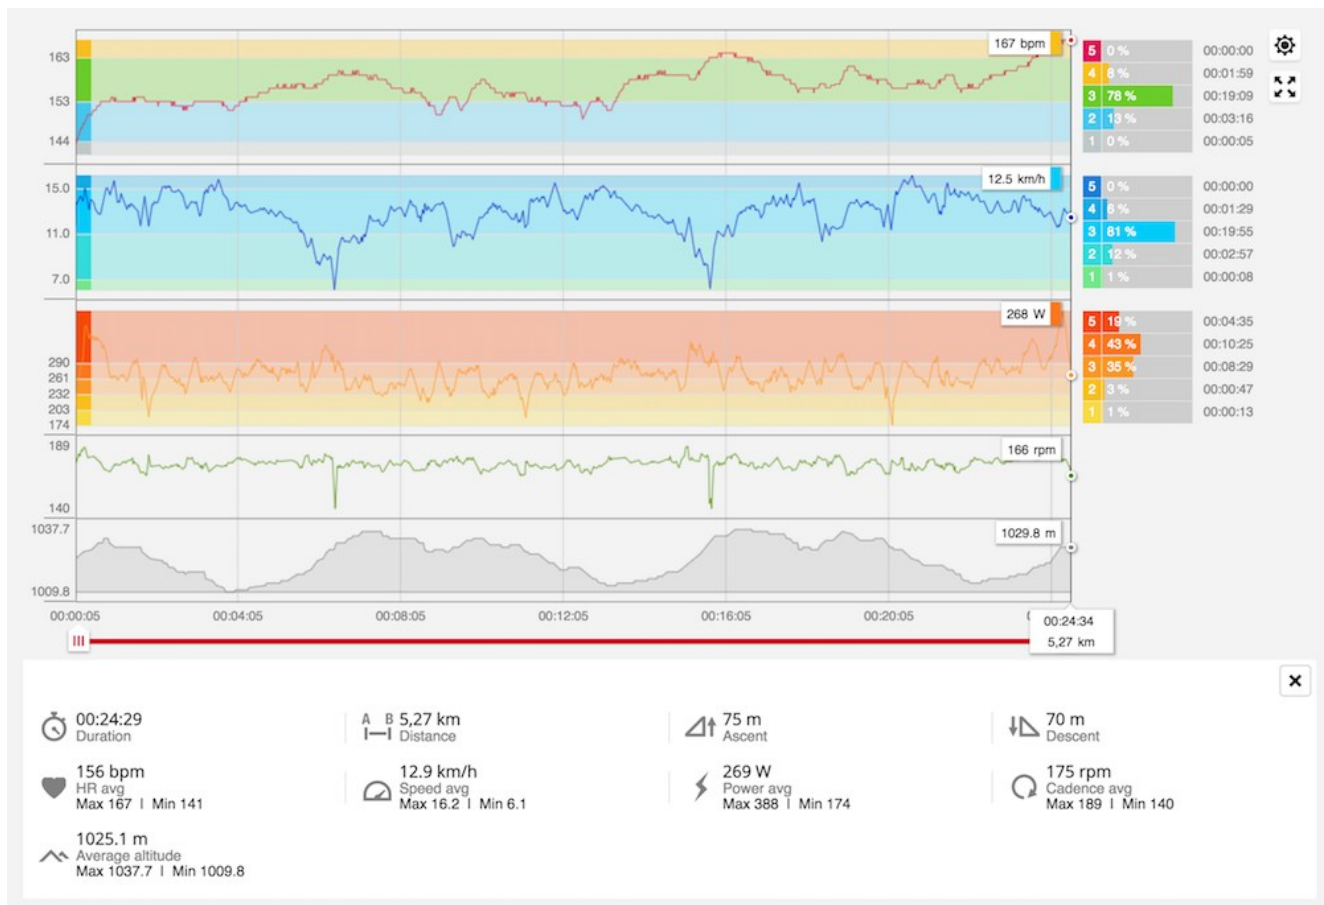 167 bpm
163
153
144
5 0 % 00:00:00
4 8 % 00:01:59
3 78 % 00:19:09
2 13 % 00:03:16
1 0 % 00:00:05
12.5 km/h
15.0
11.0
7.0
5 0 % 00:00:00
4 6 % 00:01:29
3 81 % 00:19:55
2 12 % 00:02:57
1 1 % 00:00:08
268 W
290
261
232
203
174
5 19 % 00:04:35
4 43 % 00:10:25
3 35 % 00:08:29
2 3 % 00:00:47
1 1 % 00:00:13
189
166 rpm
140
1037.7
1029.8 m
1009.8
00:00:05 00:04:05 00:08:05 00:12:05 00:16:05 00:20:05
00:24:34
5,27 km
00:24:29
Duration
A B 5,27 km
Distance
75 m
Ascent
70 m
Descent
156 bpm
HR avg
Max 167 | Min 141
12.9 km/h
Speed avg
Max 16.2 | Min 6.1
269 W
Power avg
Max 388 | Min 174
175 rpm
Cadence avg
Max 189 | Min 140
1025.1 m
Average altitude
Max 1037.7 | Min 1009.8